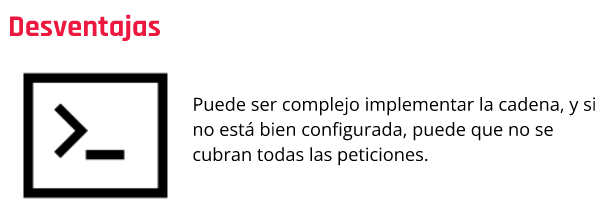 Desventajas
Puede ser complejo implementar la cadena, y si
no está bien configurada, puede que no se
cubran todas las peticiones.